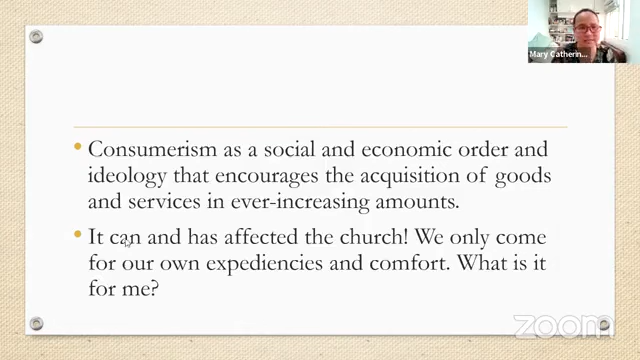 Mary Catherin...
Consumerism as a social and economic order and
ideology that encourages the acquisition of goods
and services in ever-increasing amounts.
It can and has affected the church! We only come
for our own expediencies and comfort. What is it
for me?
zoom